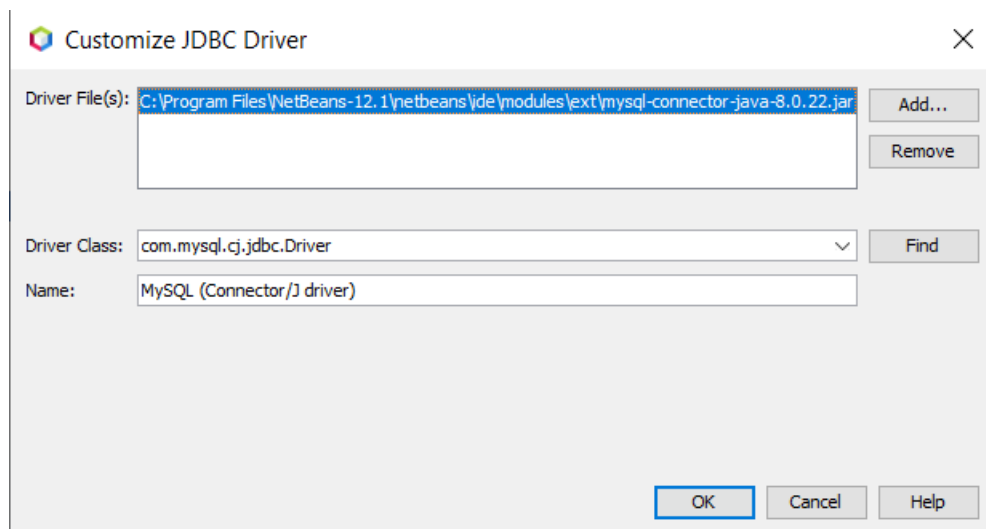 Customize JDBC Driver
Driver File(s): C:\Program Files\NetBeans-12.1\netbeans\ide\modules\ext\mysql-connector-java-8.0.22.jar Add...
Remove
Driver Class: com.mysql.cj.jdbc.Driver Find
Name: MySQL (Connector/J driver)
OK Cancel Help